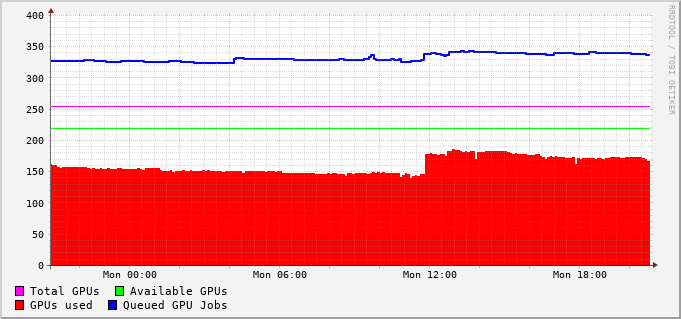 400
350
300
250
200
150
100
50
0
Mon 00:00 Mon 06:00 Mon 12:00 Mon 18:00
Total GPUs Available GPUs
GPUs used Queued GPU Jobs
RRDTOOL / TOBI OETIKER